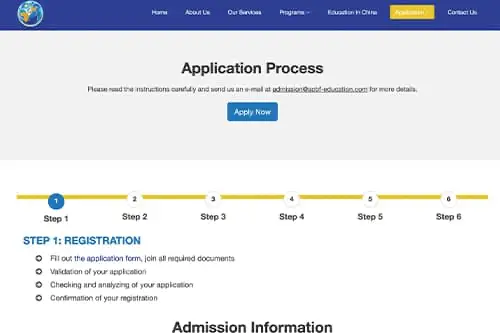 Home About Us Our Services Programs Education In China Application Contact Us
Application Process
Please read the instructions carefully and send us an e-mail at admission@aptbf-education.com for more details.
Apply Now
1 2 3 4 5 6
Step 1 Step 2 Step 3 Step 4 Step 5 Step 6
STEP 1: REGISTRATION
Fill out the application form, join all required documents
Validation of your application
Checking and analyzing of your application
Confirmation of your registration
Admission Information